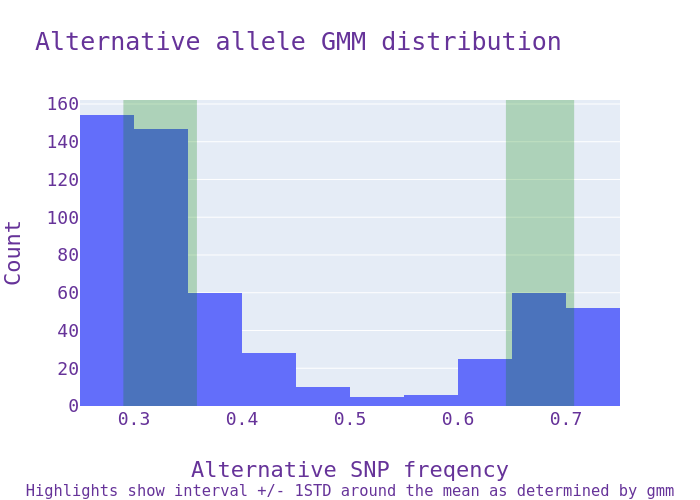 Alternative allele GMM distribution
160
140
120
100
80
60
40
20
0
Count
0.3 0.4 0.5 0.6 0.7
Alternative SNP freqency
Highlights show interval +/- 1STD around the mean as determined by gmm